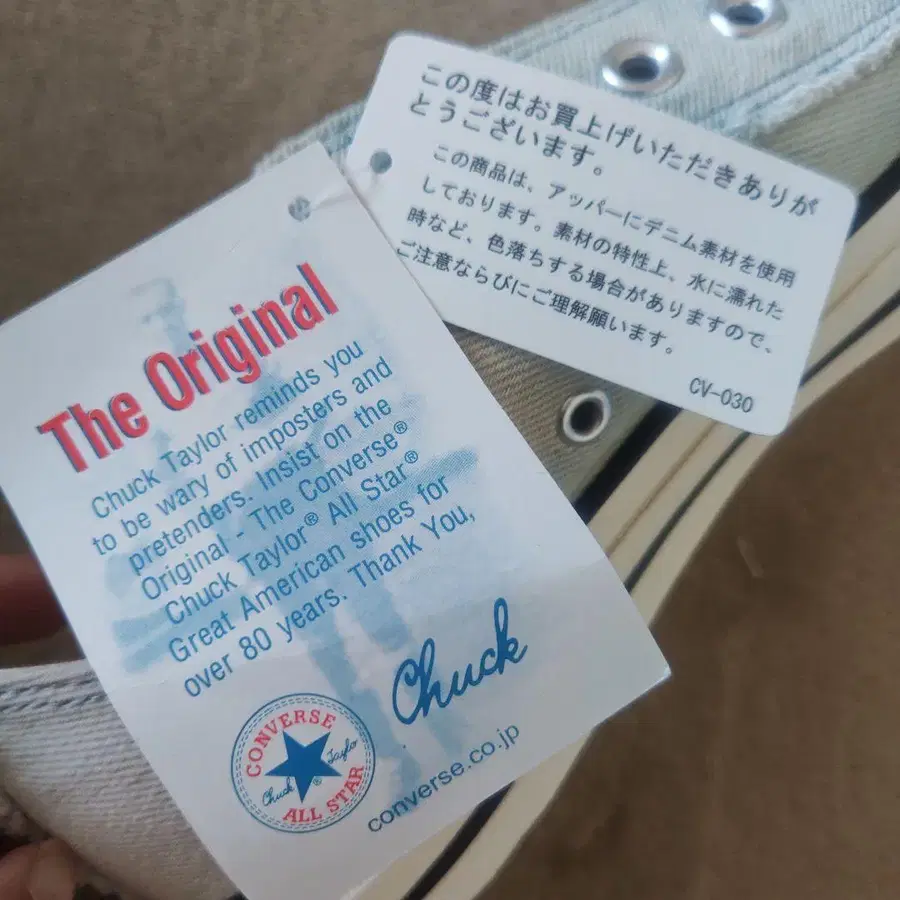 この度はお買上げいただきありが
とうございます。
この商品は、アッパーにデニム素材を使用
しております。素材の特性上、水に濡れた
時など、色落ちする場合がありますので、
ご注意ならびにご理解願います。
CV-030
The Original
Chuck Taylor reminds you
to be wary of imposters and
pretenders. Insist on the
Original - The Converse®
Chuck Taylor® All Star®
Great American shoes for
over 80 years. Thank You,
Chuck
CONVERSE
Chuck Taylor ®
ALL STAR
converse.co.jp